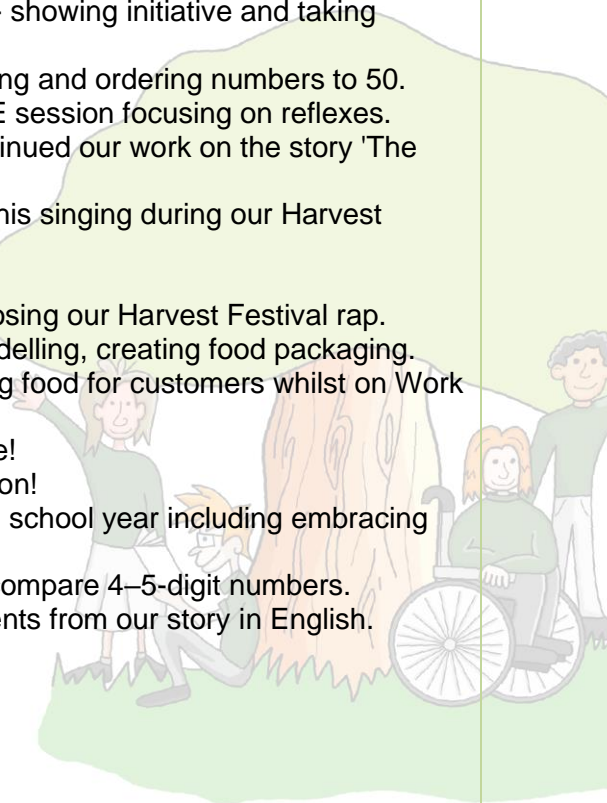 - showing initiative and taking
ng and ordering numbers to 50.
E session focusing on reflexes.
tinued our work on the story 'The
his singing during our Harvest
osing our Harvest Festival rap.
delling, creating food packaging.
g food for customers whilst on Work
e!
on!
school year including embracing
ompare 4–5-digit numbers.
ents from our story in English.